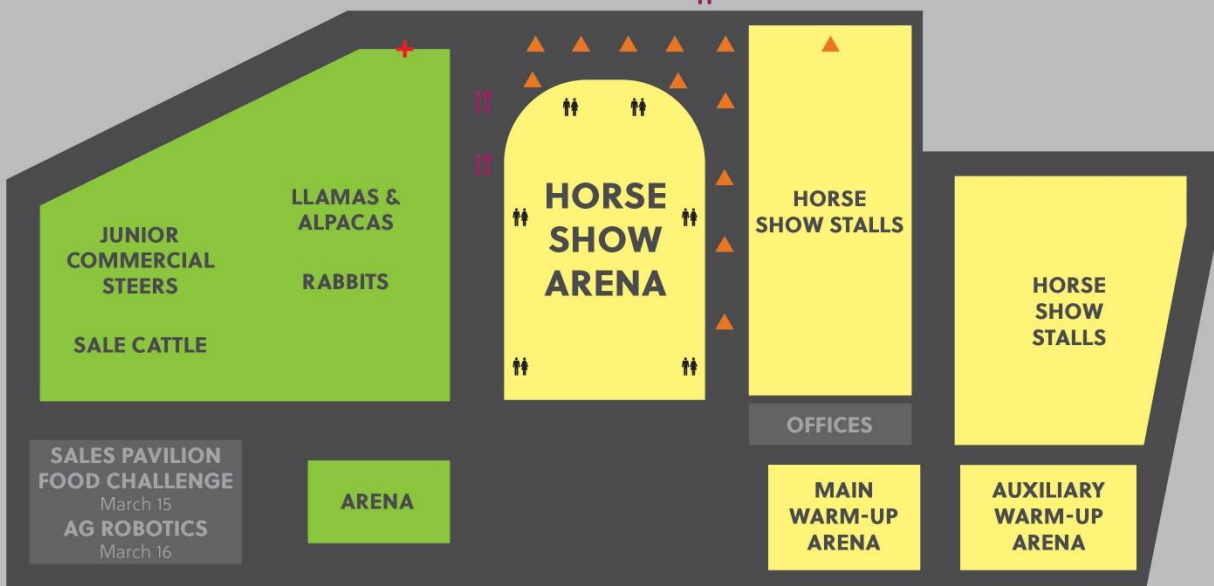 LLAMAS &
ALPACAS
RABBITS
JUNIOR
COMMERCIAL
STEERS
SALE CATTLE
HORSE
SHOW
ARENA
HORSE
SHOW STALLS
HORSE
SHOW
STALLS
OFFICES
SALES PAVILION
FOOD CHALLENGE
March 15
AG ROBOTICS
March 16
ARENA
MAIN
WARM-UP
ARENA
AUXILIARY
WARM-UP
ARENA